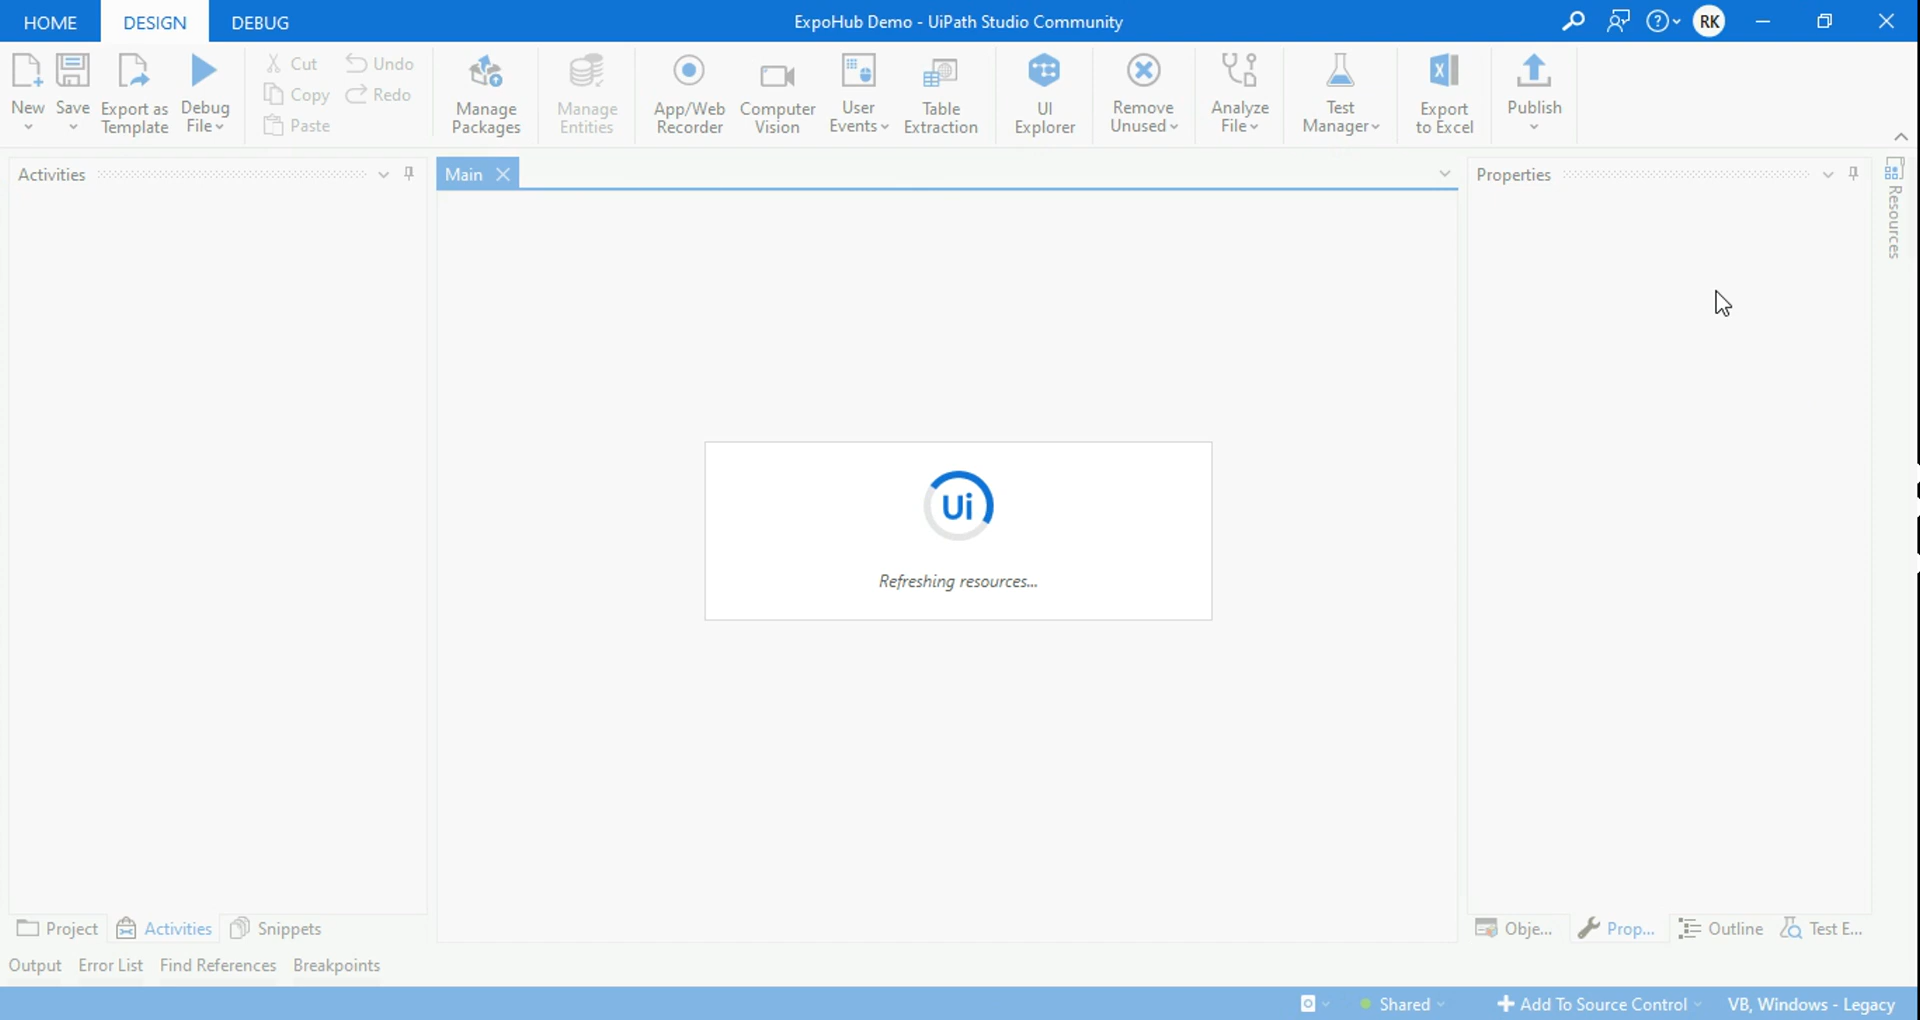 HOME DESIGN DEBUG ExpoHub Demo - UiPath Studio Community RK
New
Save
Export as
Template
Debug
File
Cut
Copy
Paste
Undo
Redo
Manage
Packages
Manage
Entities
App/Web
Recorder
Computer
Vision
User
Events
Table
Extraction
UI
Explorer
Remove
Unused
Analyze
File
Test
Manager
Export
to Excel
Publish
Activities
Main
Properties
Resources
Ui
Refreshing resources...
Project Activities Snippets
Obje... Prop... Outline Test E...
Output Error List Find References Breakpoints
Shared Add To Source Control VB, Windows - Legacy